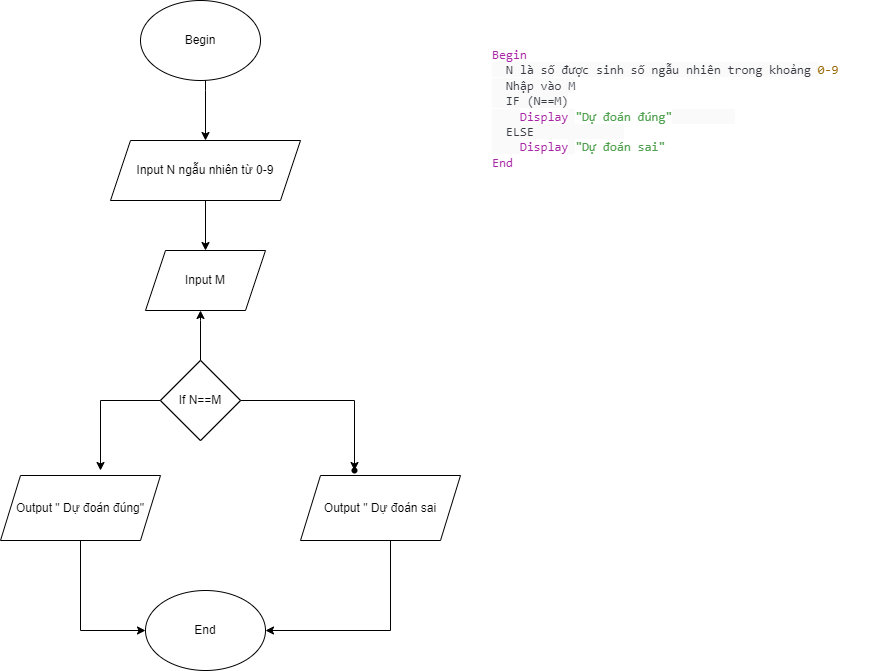 Begin
Input N ngẫu nhiên từ 0-9
Input M
If N==M
Output " Dự đoán đúng"
Output " Dự đoán sai
End
Begin
N là số được sinh số ngẫu nhiên trong khoảng 0-9
Nhập vào M
IF (N==M)
Display "Dự đoán đúng"
ELSE
Display "Dự đoán sai"
End